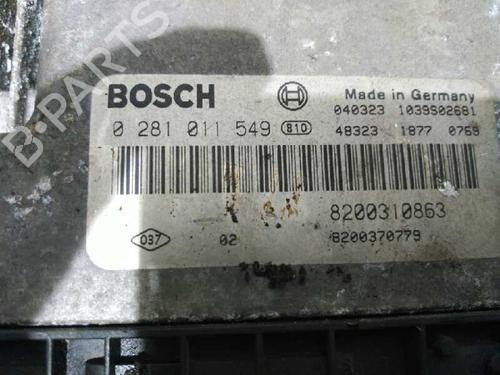 B-PARTS
BOSCH Made in Germany
040323 1039S02681
0 281 011 549 810 48323 1877 0769
8200310863
037 02 8200370779